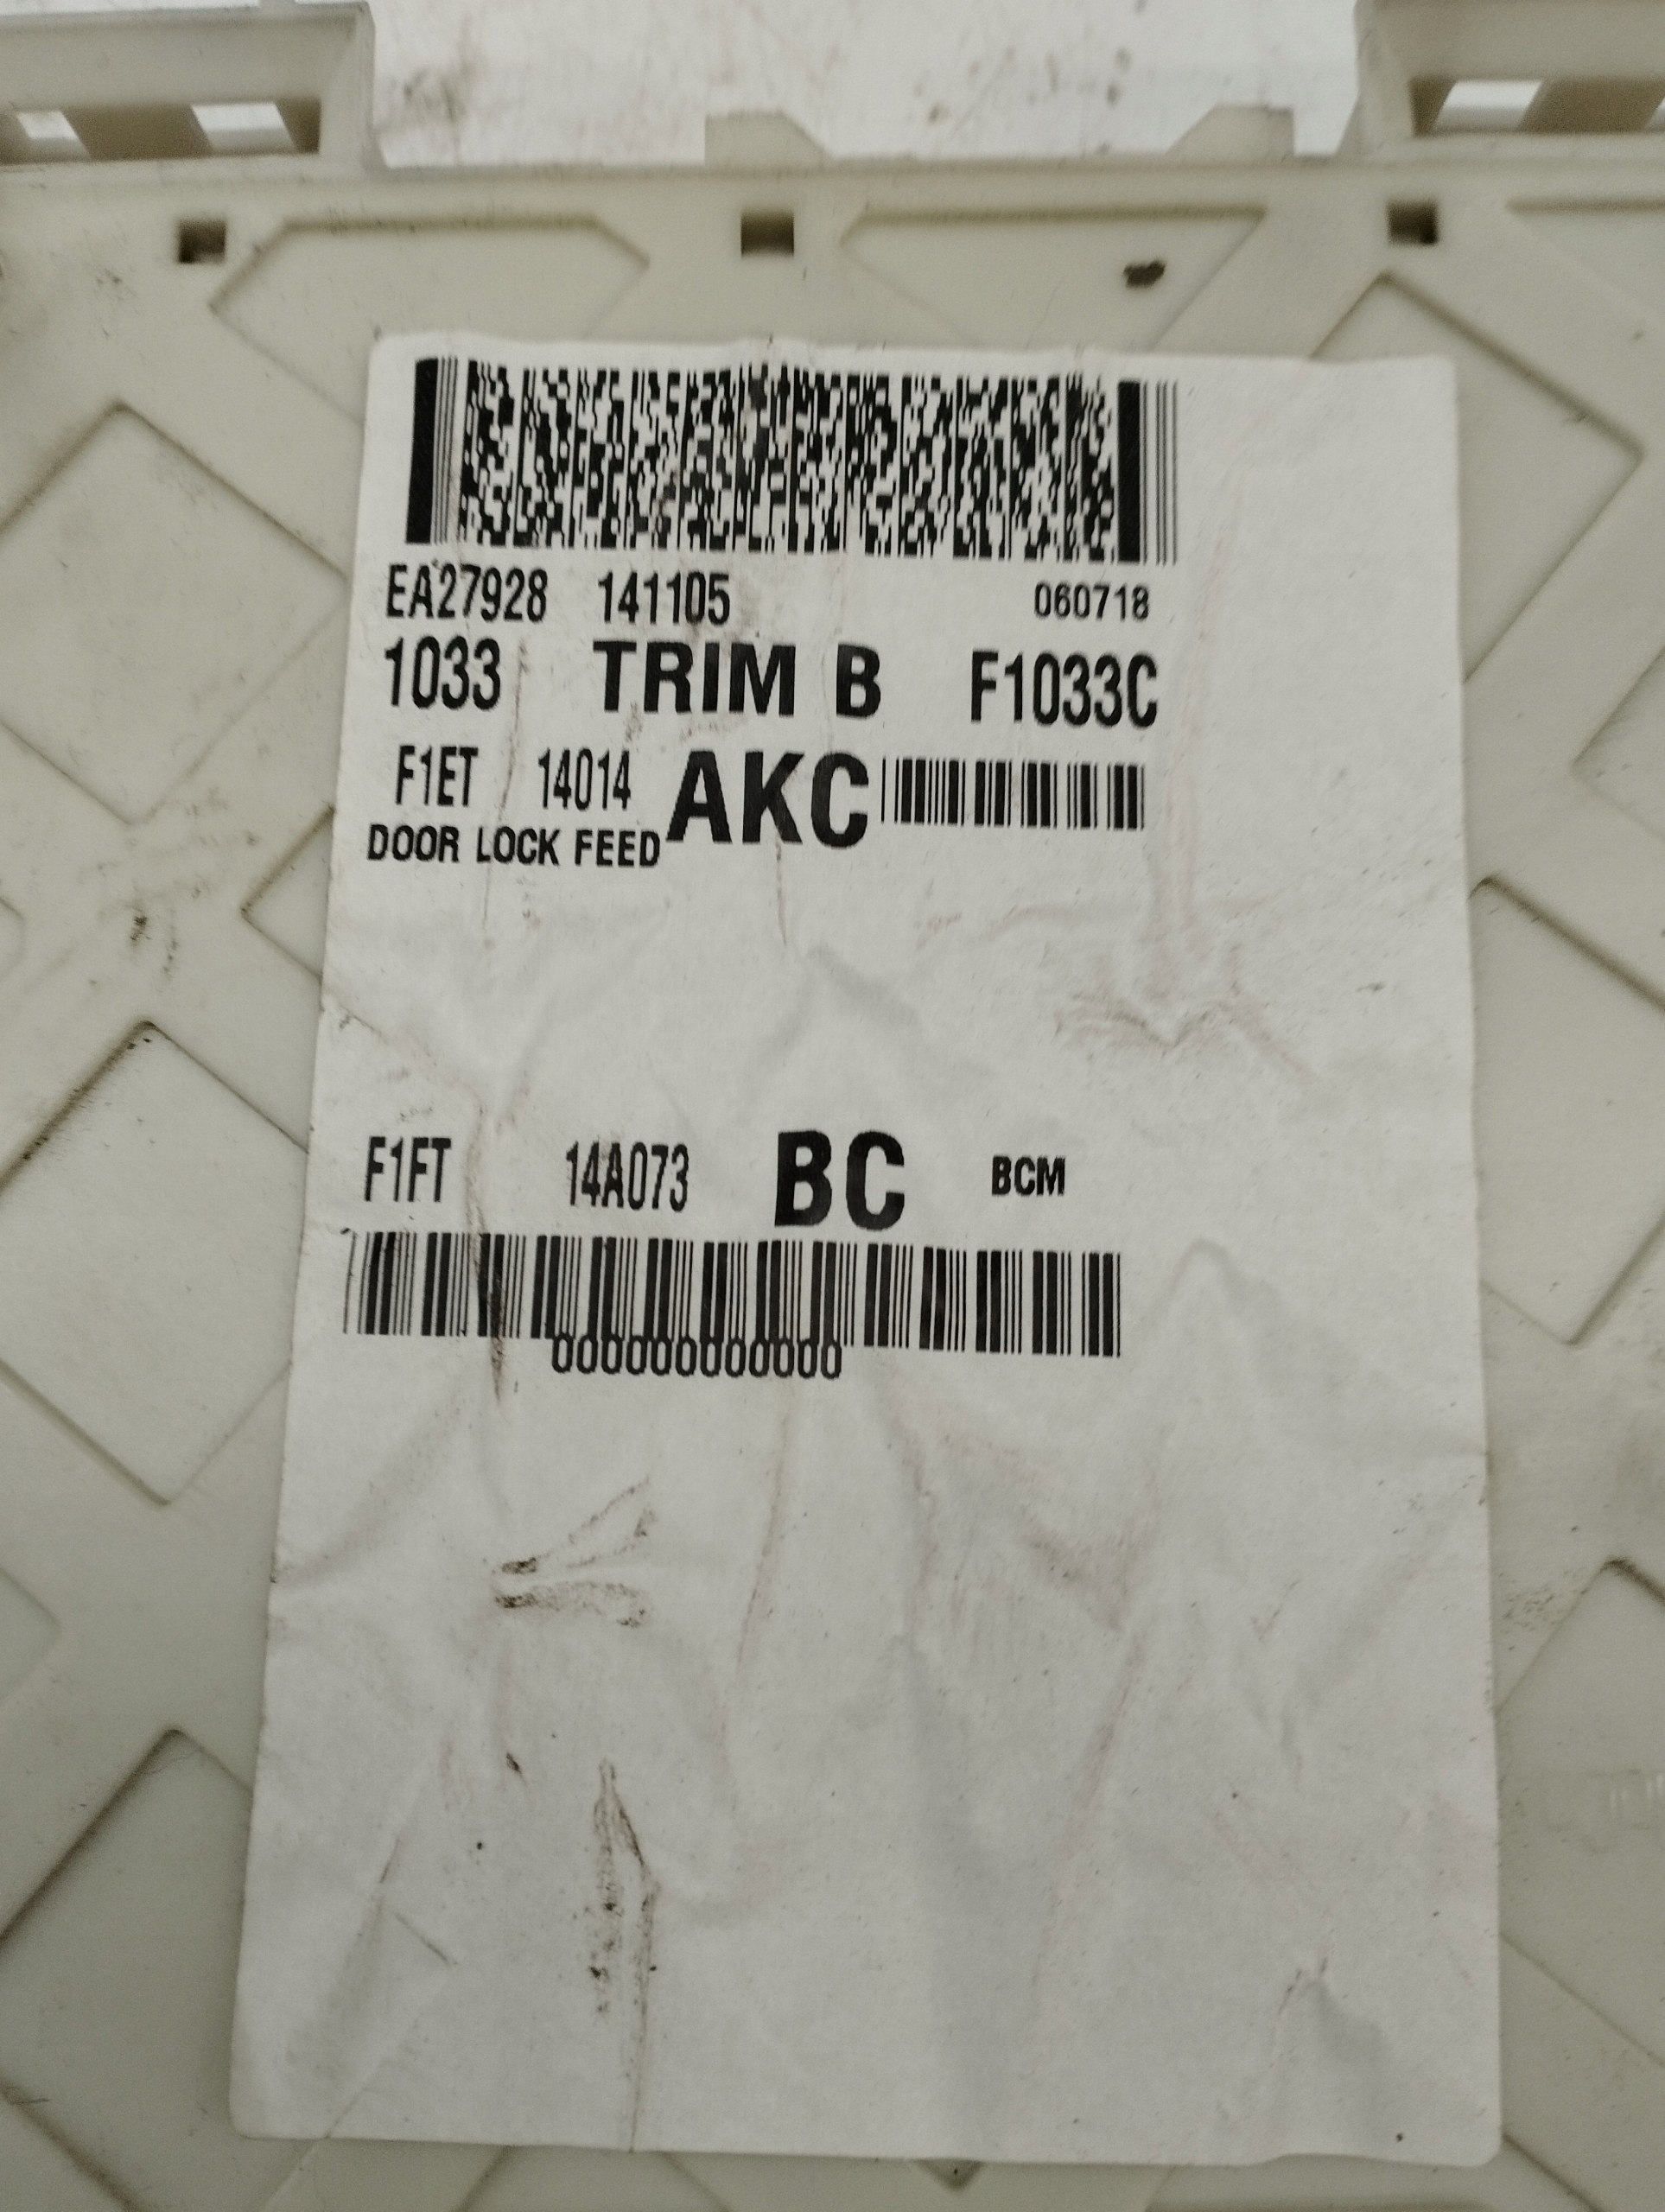 EA27928 141105 060718
1033 TRIM B F1033C
F1ET 14014 AKC
DOOR LOCK FEED
F1FT 14A073 BC BCM
000000000000